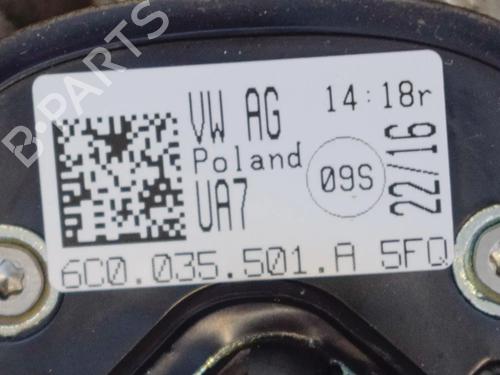 B-PARTS
VW AG 14:18r
Poland
UA7
09S
22/16
6C0.035.501.A 5FQ